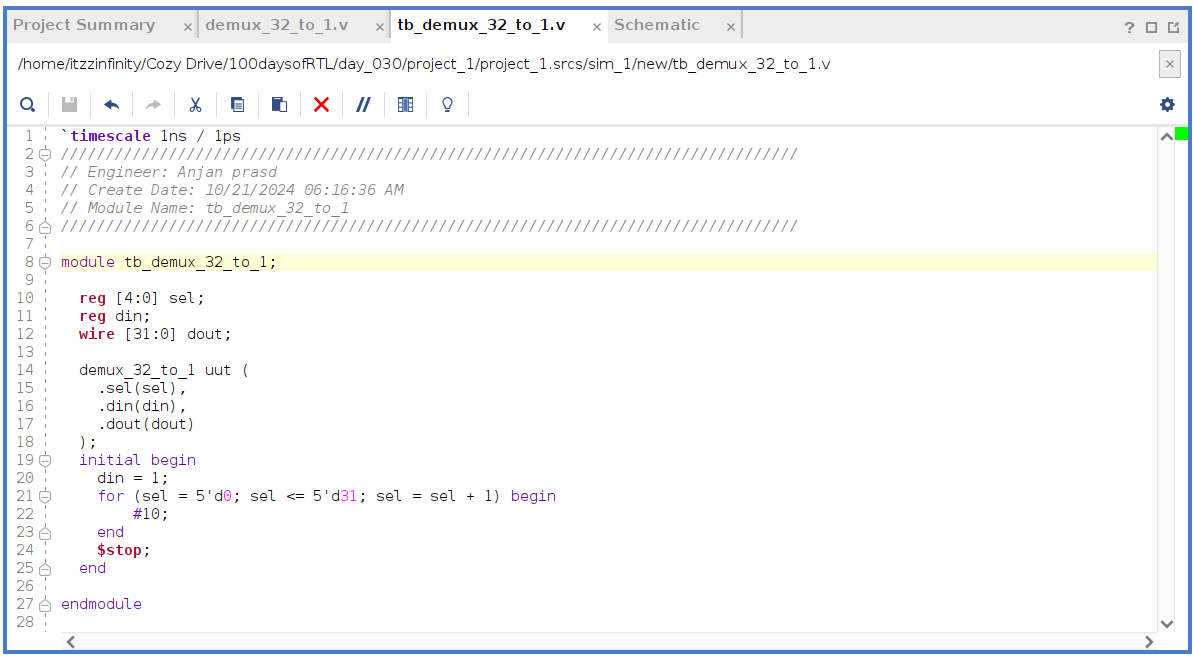 Project Summary × demux_32_to_1.v × tb_demux_32_to_1.v × Schematic × ?
/home/itzzinfinity/Cozy Drive/100daysofRTL/day_030/project_1/project_1.srcs/sim_1/new/tb_demux_32_to_1.v ×
1 `timescale 1ns / 1ps
2 //////////////////////////////////////////////////////////////////////////////////
3 // Engineer: Anjan prasd
4 // Create Date: 10/21/2024 06:16:36 AM
5 // Module Name: tb_demux_32_to_1
6 //////////////////////////////////////////////////////////////////////////////////
7
8 module tb_demux_32_to_1;
9
10 reg [4:0] sel;
11 reg din;
12 wire [31:0] dout;
13
14 demux_32_to_1 uut (
15 .sel(sel),
16 .din(din),
17 .dout(dout)
18 );
19 initial begin
20 din = 1;
21 for (sel = 5'd0; sel <= 5'd31; sel = sel + 1) begin
22 #10;
23 end
24 $stop;
25 end
26
27 endmodule
28